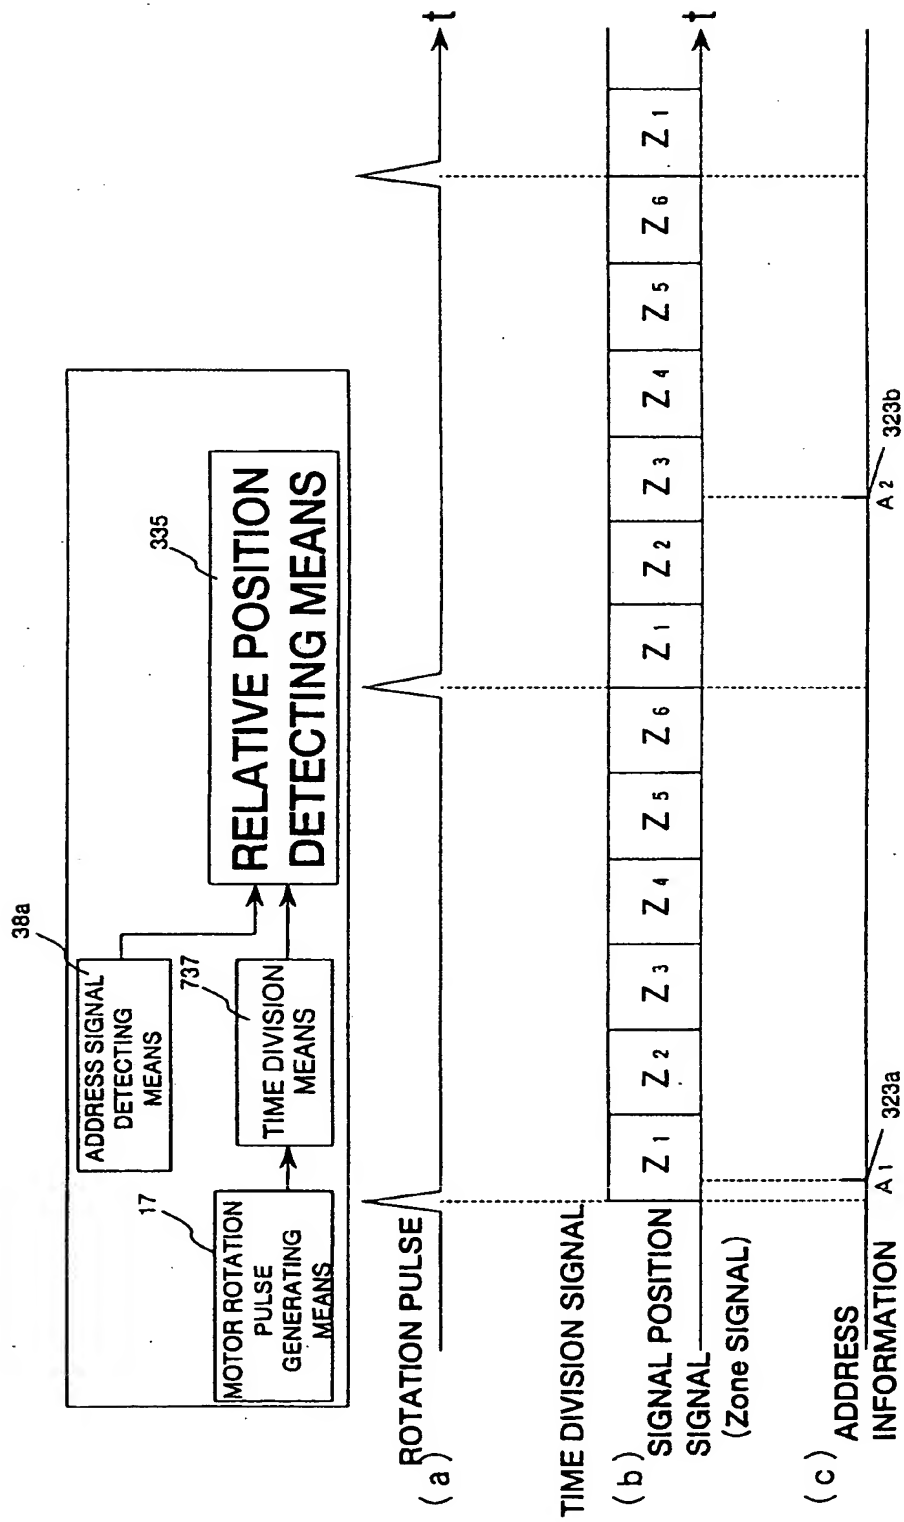 38a
ADDRESS SIGNAL
DETECTING
MEANS
17
MOTOR ROTATION
PULSE
GENERATING
MEANS
737
TIME DIVISION
MEANS
335
RELATIVE POSITION
DETECTING MEANS
ROTATION PULSE
(a)
t
TIME DIVISION SIGNAL
(b)
SIGNAL POSITION
SIGNAL
(Zone SIGNAL)
Z1 Z2 Z3 Z4 Z5 Z6 Z1 Z2 Z3 Z4 Z5 Z6 Z1
t
(c)
ADDRESS
INFORMATION
A1
323a
A2
323b